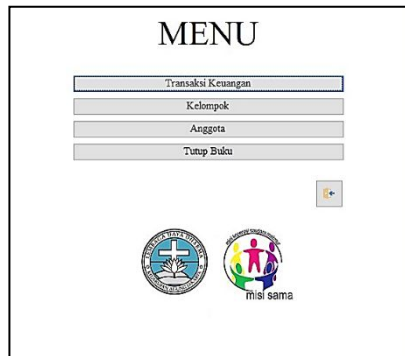 MENU
Transaksi Keuangan
Kelompok
Anggota
Tutup Buku
misi sama